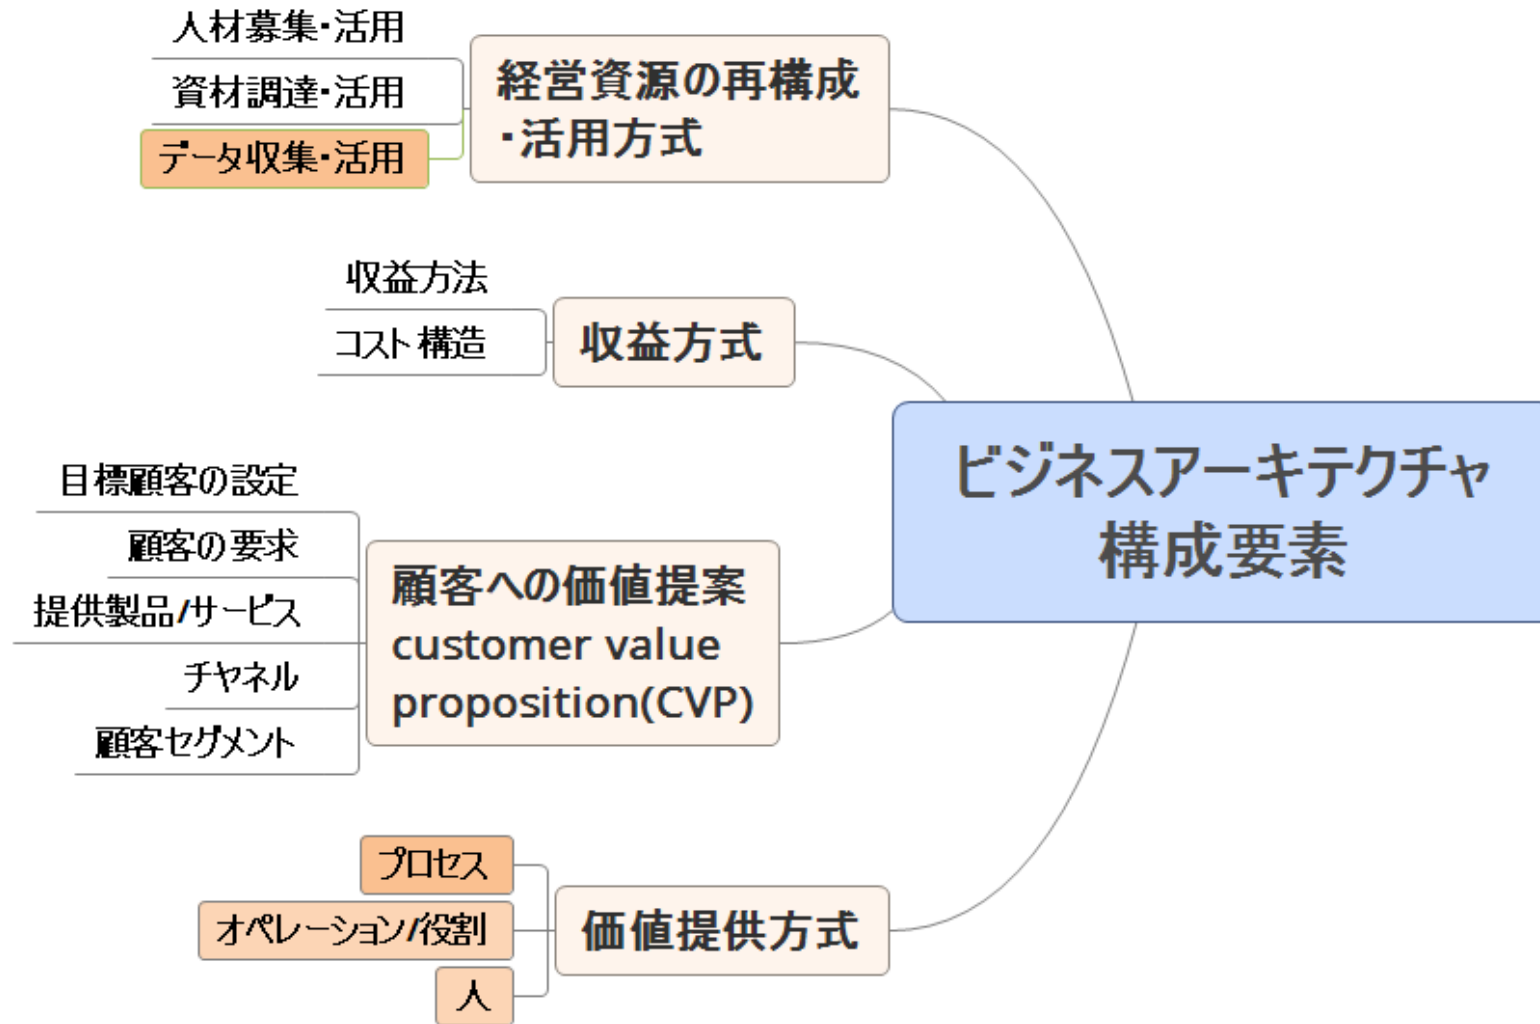 人材募集・活用
資材調達・活用
データ収集・活用
経営資源の再構成
・活用方式
収益方法
コスト構造
収益方式
ビジネスアーキテクチャ
構成要素
目標顧客の設定
顧客の要求
提供製品/サービス
チャネル
顧客セグメント
顧客への価値提案
customer value
proposition(CVP)
プロセス
オペレーション/役割
人
価値提供方式